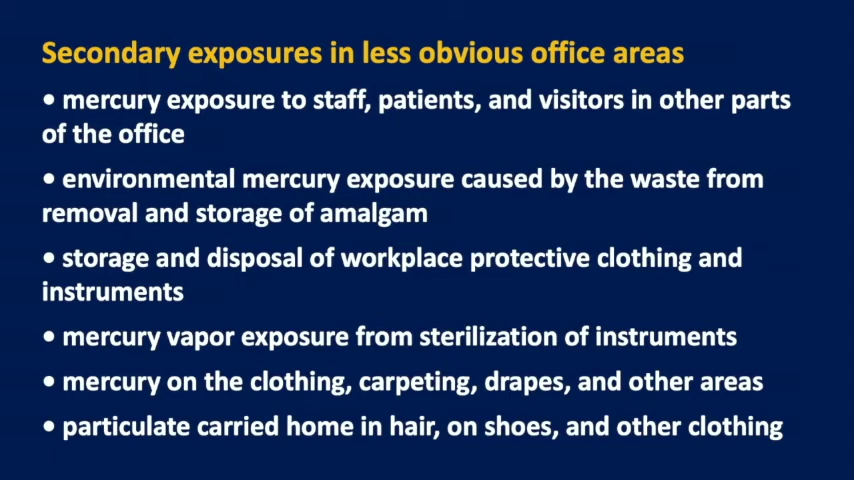 Secondary exposures in less obvious office areas
• mercury exposure to staff, patients, and visitors in other parts
of the office
• environmental mercury exposure caused by the waste from
removal and storage of amalgam
• storage and disposal of workplace protective clothing and
instruments
• mercury vapor exposure from sterilization of instruments
• mercury on the clothing, carpeting, drapes, and other areas
• particulate carried home in hair, on shoes, and other clothing